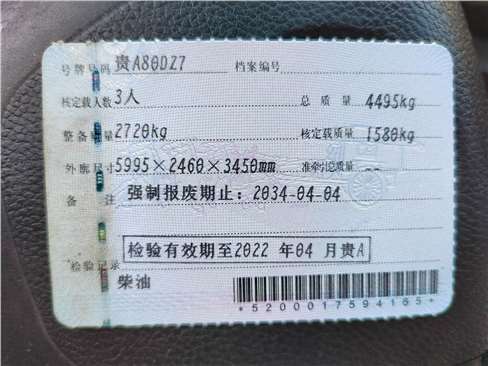 号牌号码 贵A80DZ7 档案编号
核定载人数 3人 总质量 4495kg
整备质量 2720kg 核定载质量 1580kg
外廓尺寸 5995×2460×3450mm 准牵引总质量 --
备注 强制报废期止：2034-04-04
检验有效期至2022 年04 月贵A
检验记录
柴油
*5200017594165*